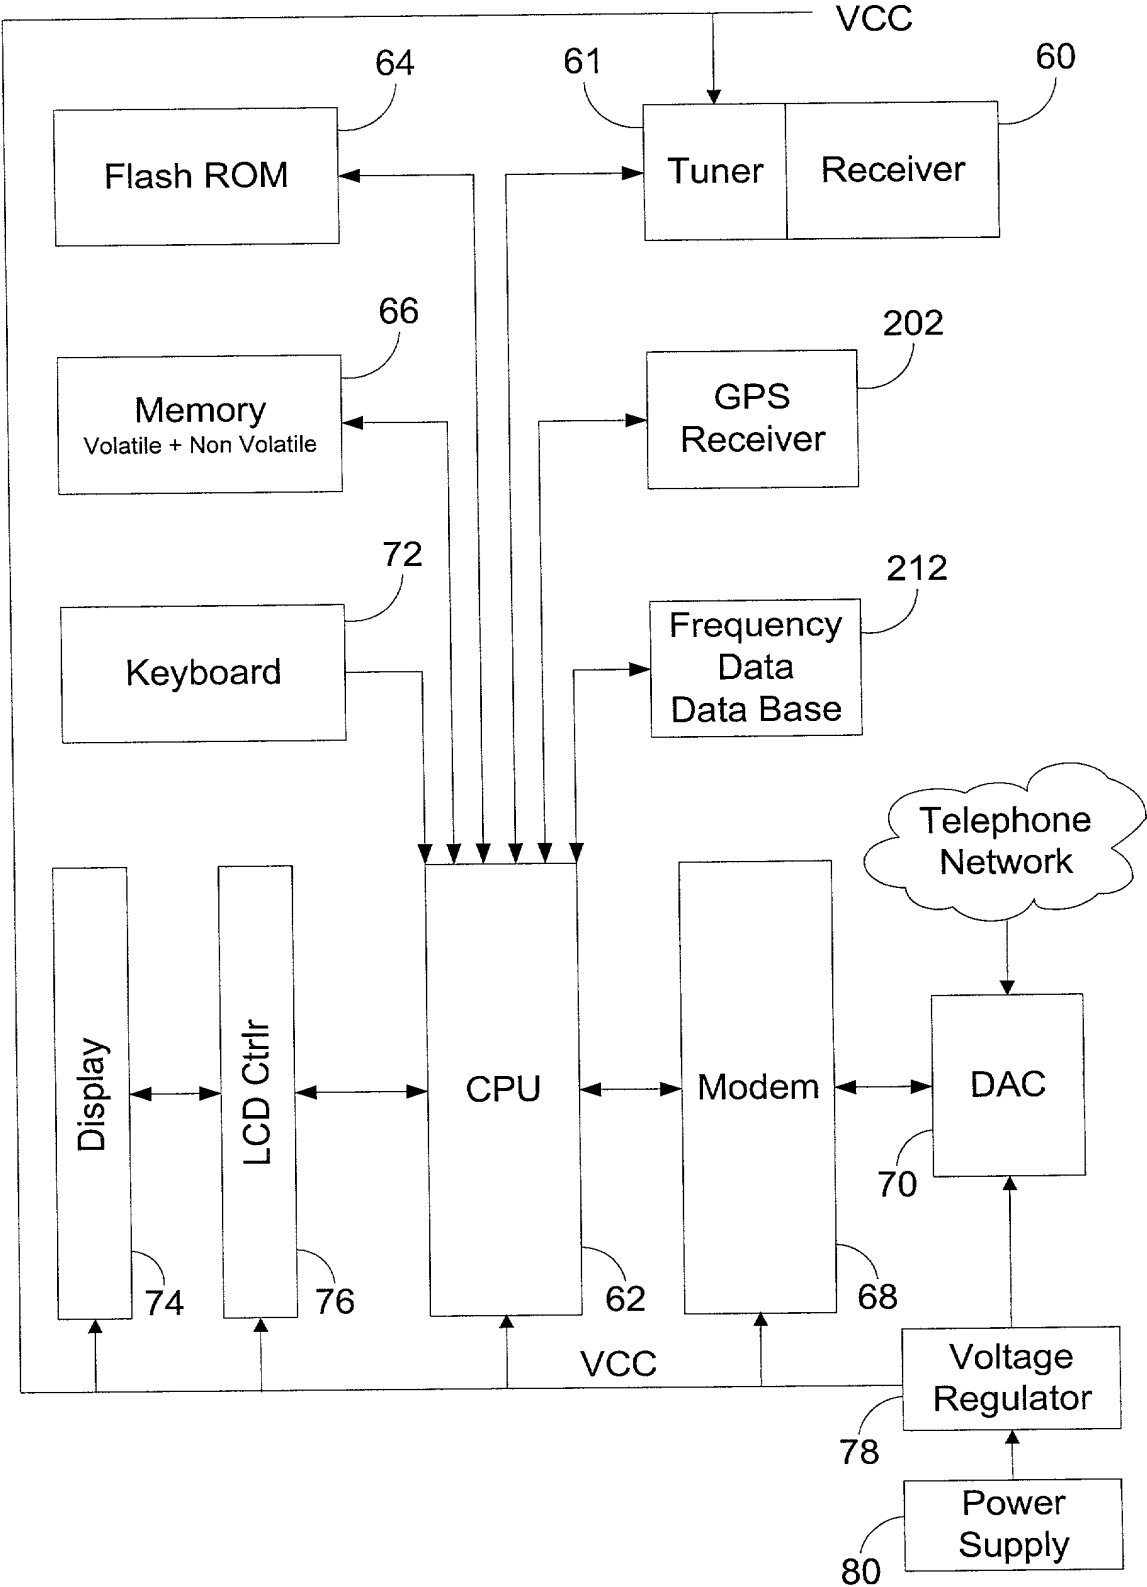 VCC
64
61
60
Flash ROM
Tuner
Receiver
66
202
Memory
Volatile + Non Volatile
GPS
Receiver
72
212
Keyboard
Frequency
Data
Data Base
Telephone
Network
Display
LCD Ctrlr
CPU
Modem
DAC
70
74
76
62
68
VCC
Voltage
Regulator
78
Power
Supply
80